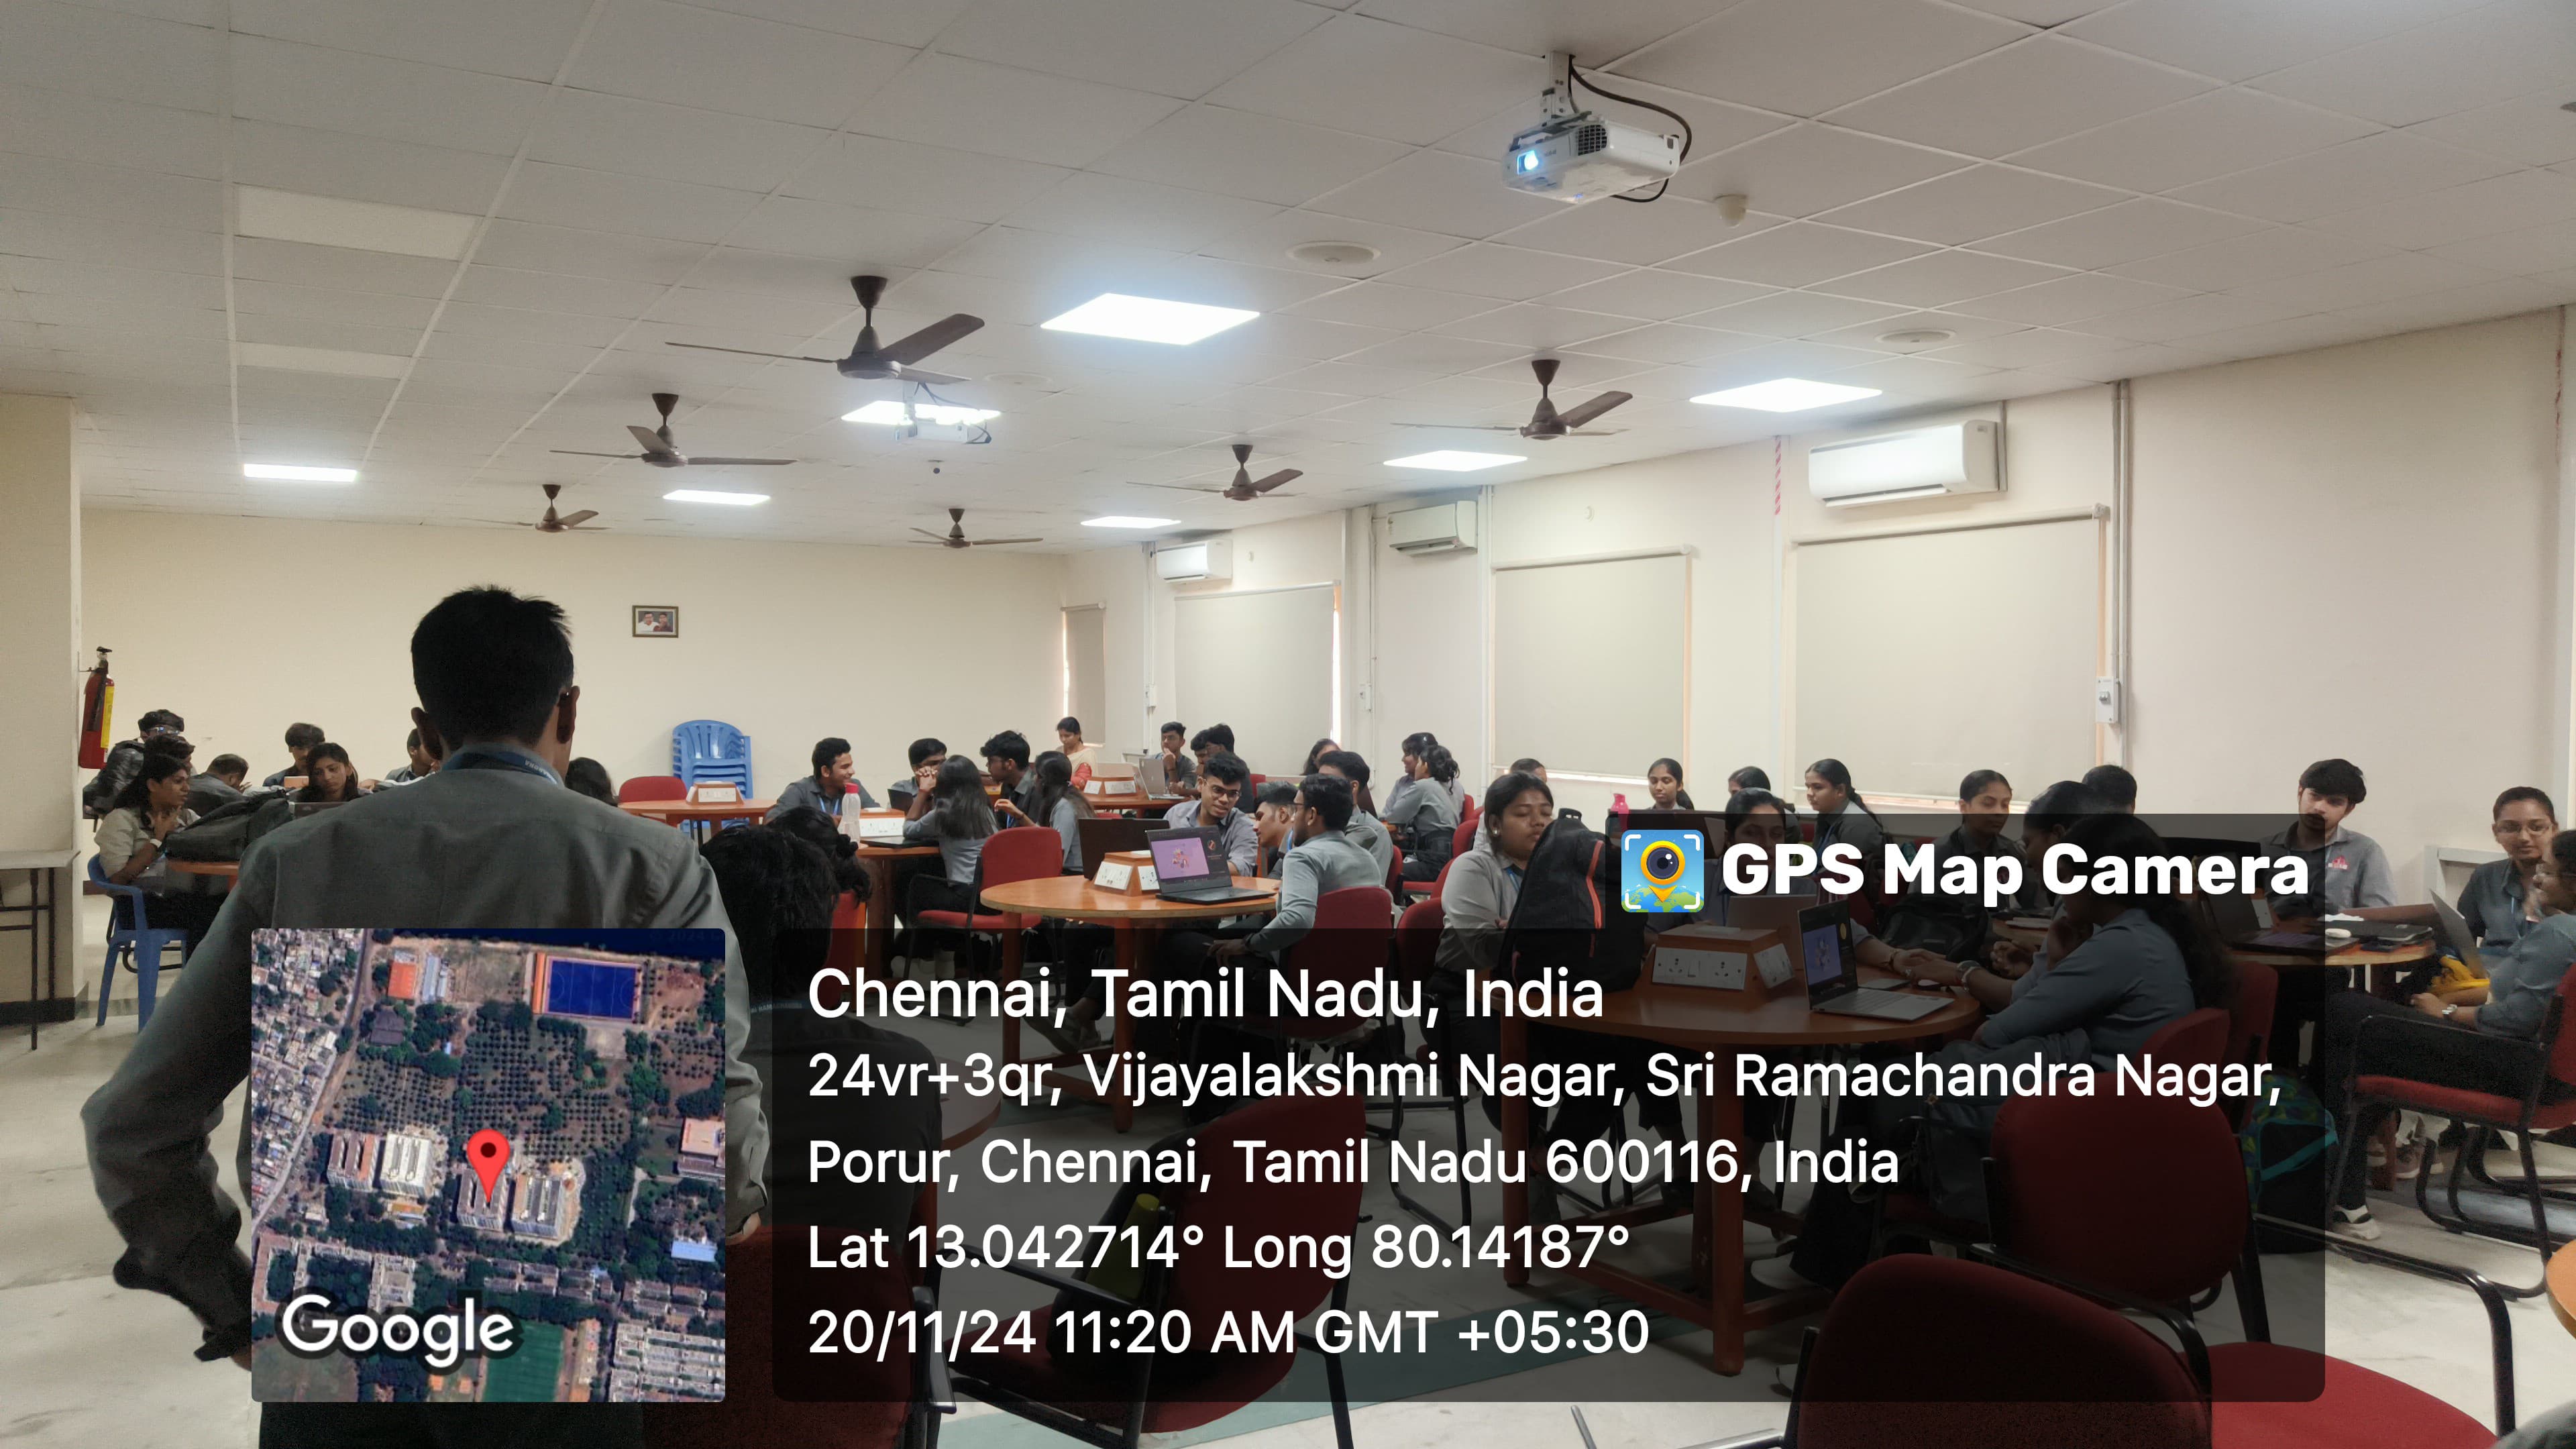 GPS Map Camera
Chennai, Tamil Nadu, India
24vr+3qr, Vijayalakshmi Nagar, Sri Ramachandra Nagar,
Porur, Chennai, Tamil Nadu 600116, India
Lat 13.042714° Long 80.14187°
20/11/24 11:20 AM GMT +05:30
Google